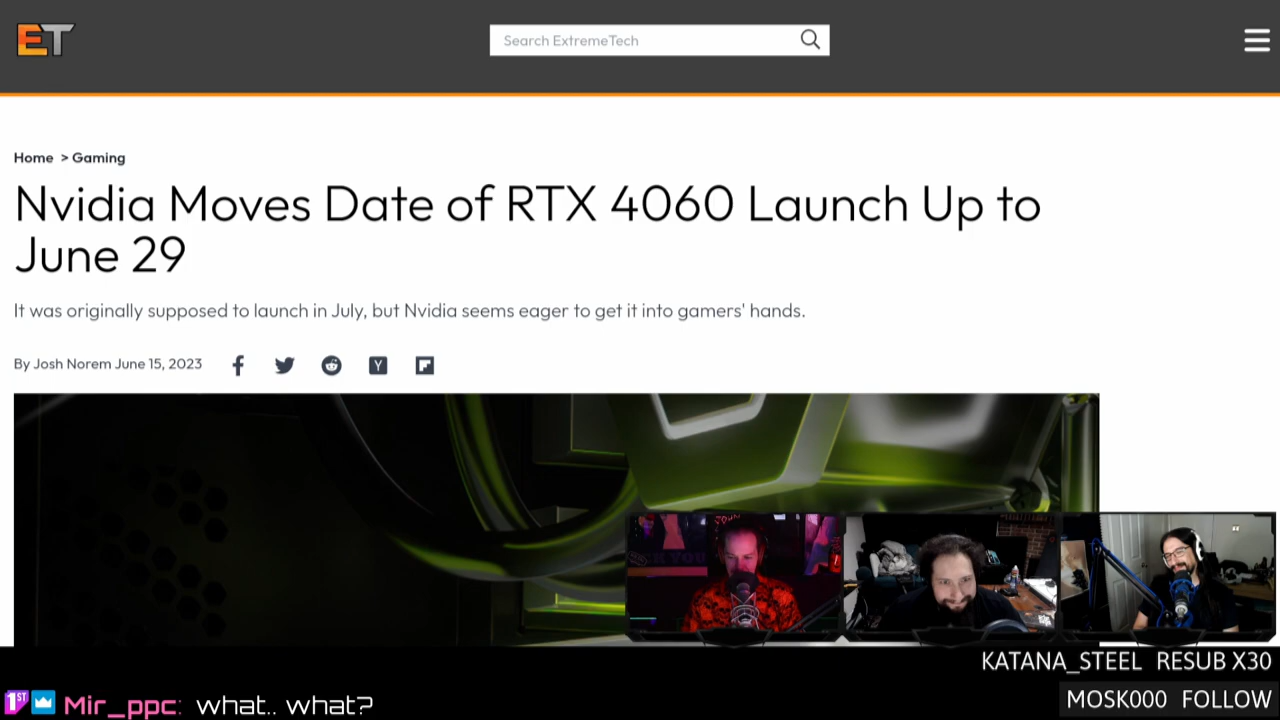 ET
Search ExtremeTech
Home > Gaming
Nvidia Moves Date of RTX 4060 Launch Up to
June 29
It was originally supposed to launch in July, but Nvidia seems eager to get it into gamers' hands.
By Josh Norem June 15, 2023
KATANA_STEEL RESUB X30
1ST Mir_ppc: what.. what?
MOSK000 FOLLOW